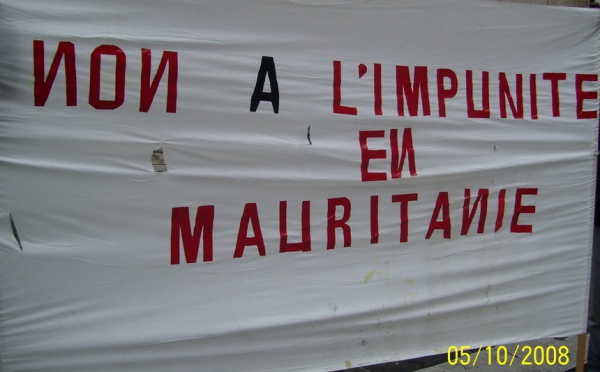 NON A L'IMPUNITE
EN
MAURITANIE
05/10/2008